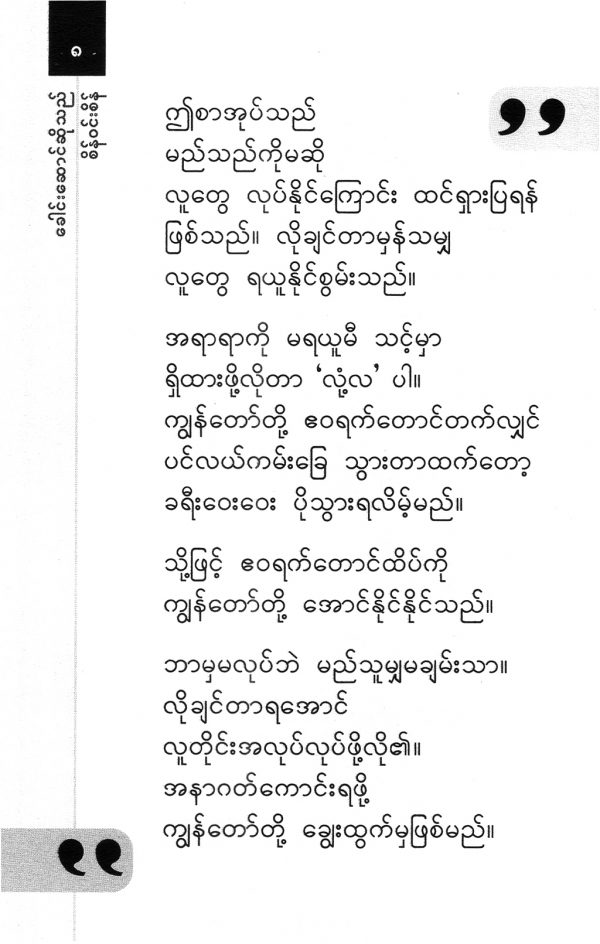 ၈
ခေါင်းဆောင်ဆိုသည်
စိန်ဝင်းစိန်
ဤစာအုပ်သည်
မည်သည်ကိုမဆို
လူတွေ လုပ်နိုင်ကြောင်း ထင်ရှားပြရန်
ဖြစ်သည်။ လိုချင်တာမှန်သမျှ
လူတွေ ရယူနိုင်စွမ်းသည်။
အရာရာကို မရယူမီ သင့်မှာ
ရှိထားဖို့လိုတာ ‘လုံ့လ’ ပါ။
ကျွန်တော်တို့ ဧဝရက်တောင်တက်လျှင်
ပင်လယ်ကမ်းခြေ သွားတာထက်တော့
ခရီးဝေးဝေး ပိုသွားရလိမ့်မည်။
သို့ဖြင့် ဧဝရက်တောင်ထိပ်ကို
ကျွန်တော်တို့ အောင်နိုင်နိုင်သည်။
ဘာမှမလုပ်ဘဲ မည်သူမျှမချမ်းသာ။
လိုချင်တာရအောင်
လူတိုင်းအလုပ်လုပ်ဖို့လို၏။
အနာဂတ်ကောင်းရဖို့
ကျွန်တော်တို့ ချွေးထွက်မှဖြစ်မည်။